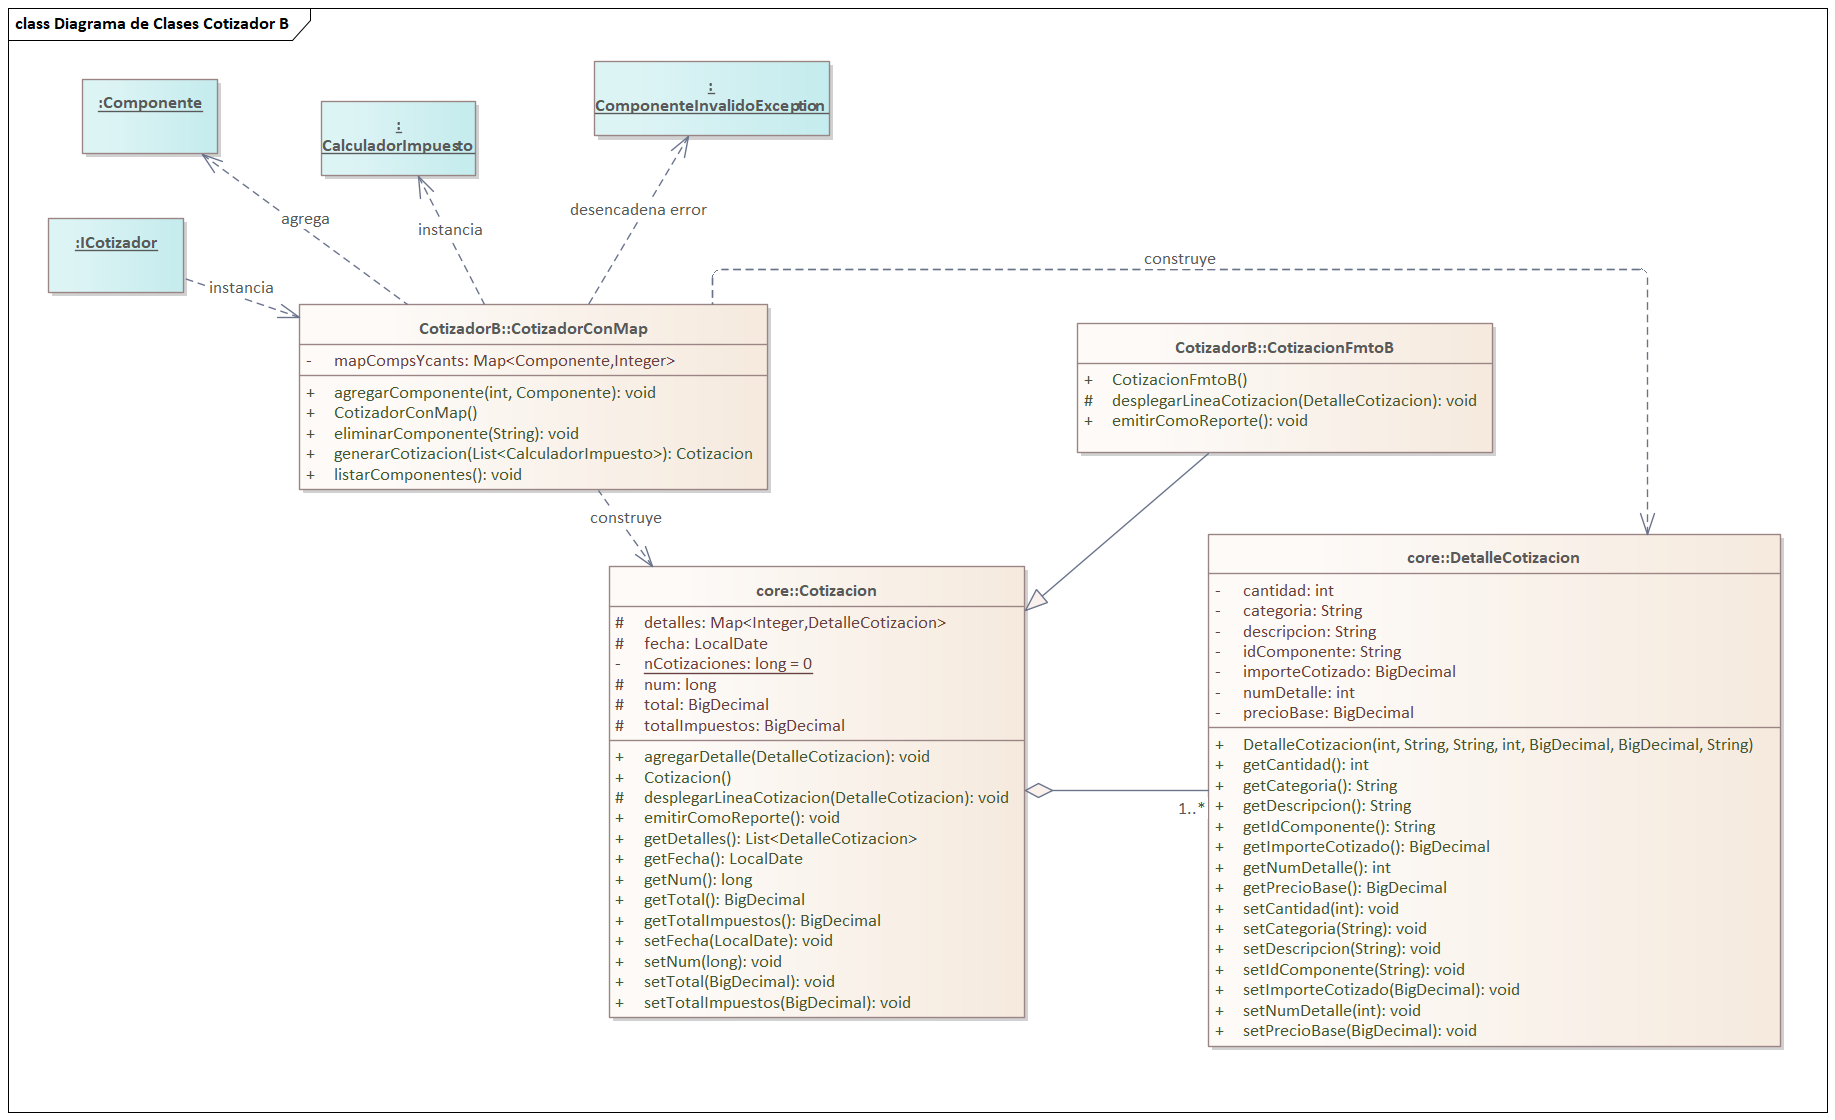 class Diagrama de Clases Cotizador B
:Componente
:
CalculadorImpuesto
:
ComponenteInvalidoException
:ICotizador
agrega
instancia
desencadena error
instancia
construye
CotizadorB::CotizadorConMap
- mapCompsYcants: Map<Componente,Integer>
+ agregarComponente(int, Componente): void
+ CotizadorConMap()
+ eliminarComponente(String): void
+ generarCotizacion(List<CalculadorImpuesto>): Cotizacion
+ listarComponentes(): void
CotizadorB::CotizacionFmtoB
+ CotizacionFmtoB()
# desplegarLineaCotizacion(DetalleCotizacion): void
+ emitirComoReporte(): void
construye
core::Cotizacion
# detalles: Map<Integer,DetalleCotizacion>
# fecha: LocalDate
- nCotizaciones: long = 0
# num: long
# total: BigDecimal
# totalImpuestos: BigDecimal
+ agregarDetalle(DetalleCotizacion): void
+ Cotizacion()
# desplegarLineaCotizacion(DetalleCotizacion): void
+ emitirComoReporte(): void
+ getDetalles(): List<DetalleCotizacion>
+ getFecha(): LocalDate
+ getNum(): long
+ getTotal(): BigDecimal
+ getTotalImpuestos(): BigDecimal
+ setFecha(LocalDate): void
+ setNum(long): void
+ setTotal(BigDecimal): void
+ setTotalImpuestos(BigDecimal): void
1..*
core::DetalleCotizacion
- cantidad: int
- categoria: String
- descripcion: String
- idComponente: String
- importeCotizado: BigDecimal
- numDetalle: int
- precioBase: BigDecimal
+ DetalleCotizacion(int, String, String, int, BigDecimal, BigDecimal, String)
+ getCantidad(): int
+ getCategoria(): String
+ getDescripcion(): String
+ getIdComponente(): String
+ getImporteCotizado(): BigDecimal
+ getNumDetalle(): int
+ getPrecioBase(): BigDecimal
+ setCantidad(int): void
+ setCategoria(String): void
+ setDescripcion(String): void
+ setIdComponente(String): void
+ setImporteCotizado(BigDecimal): void
+ setNumDetalle(int): void
+ setPrecioBase(BigDecimal): void